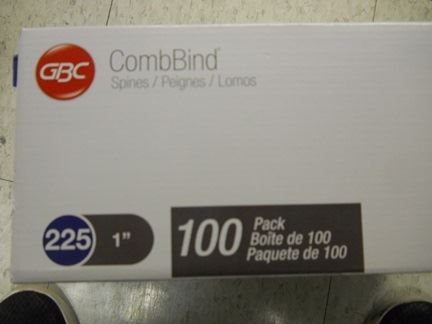 GBC
CombBind®
Spines / Peignes / Lomos
225 1"
100 Pack
Boîte de 100
Paquete de 100